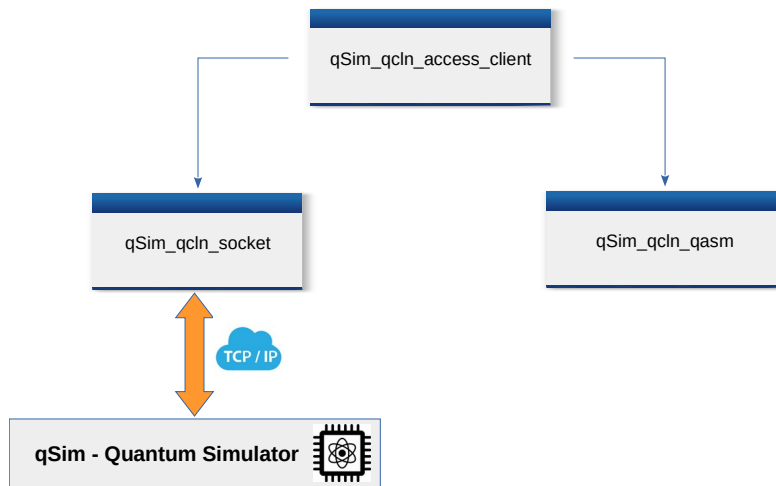 qSim_qcln_access_client
qSim_qcln_socket
qSim_qcln_qasm
TCP / IP
qSim - Quantum Simulator